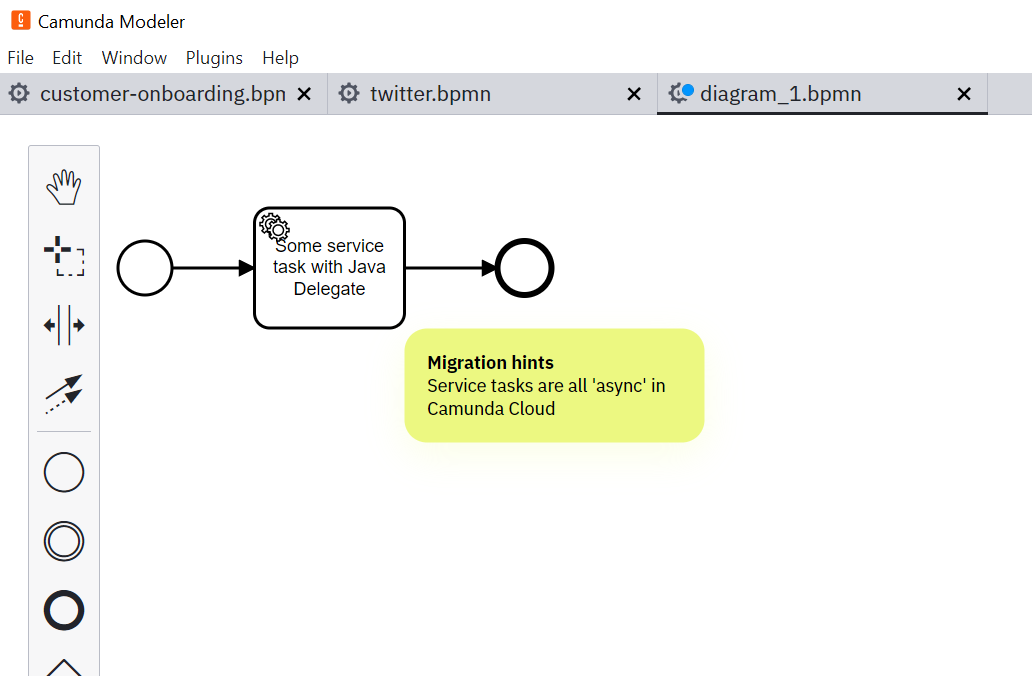 Camunda Modeler
File Edit Window Plugins Help
customer-onboarding.bpn twitter.bpmn diagram_1.bpmn
Some service
task with Java
Delegate
Migration hints
Service tasks are all 'async' in
Camunda Cloud